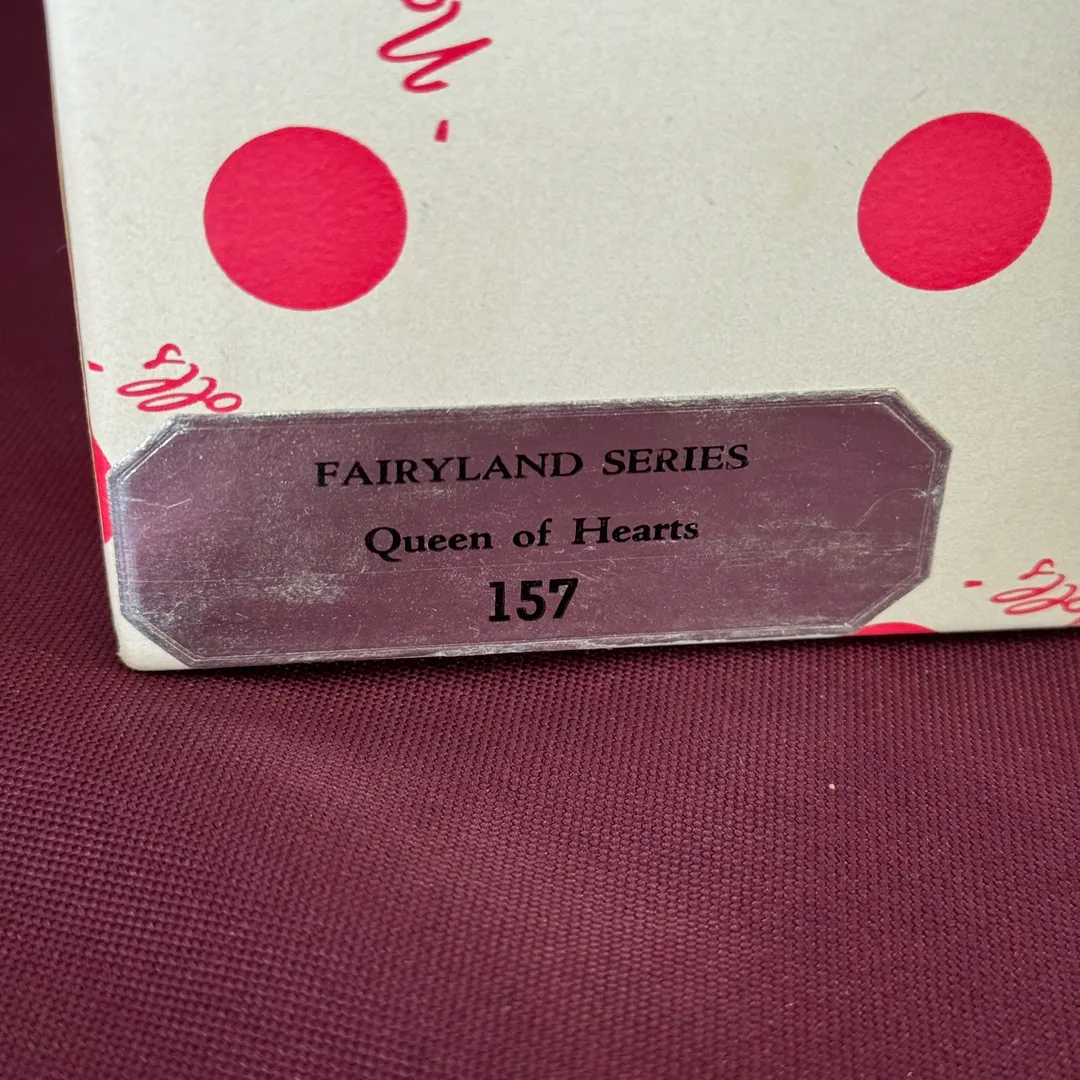 FAIRYLAND SERIES
Queen of Hearts
157